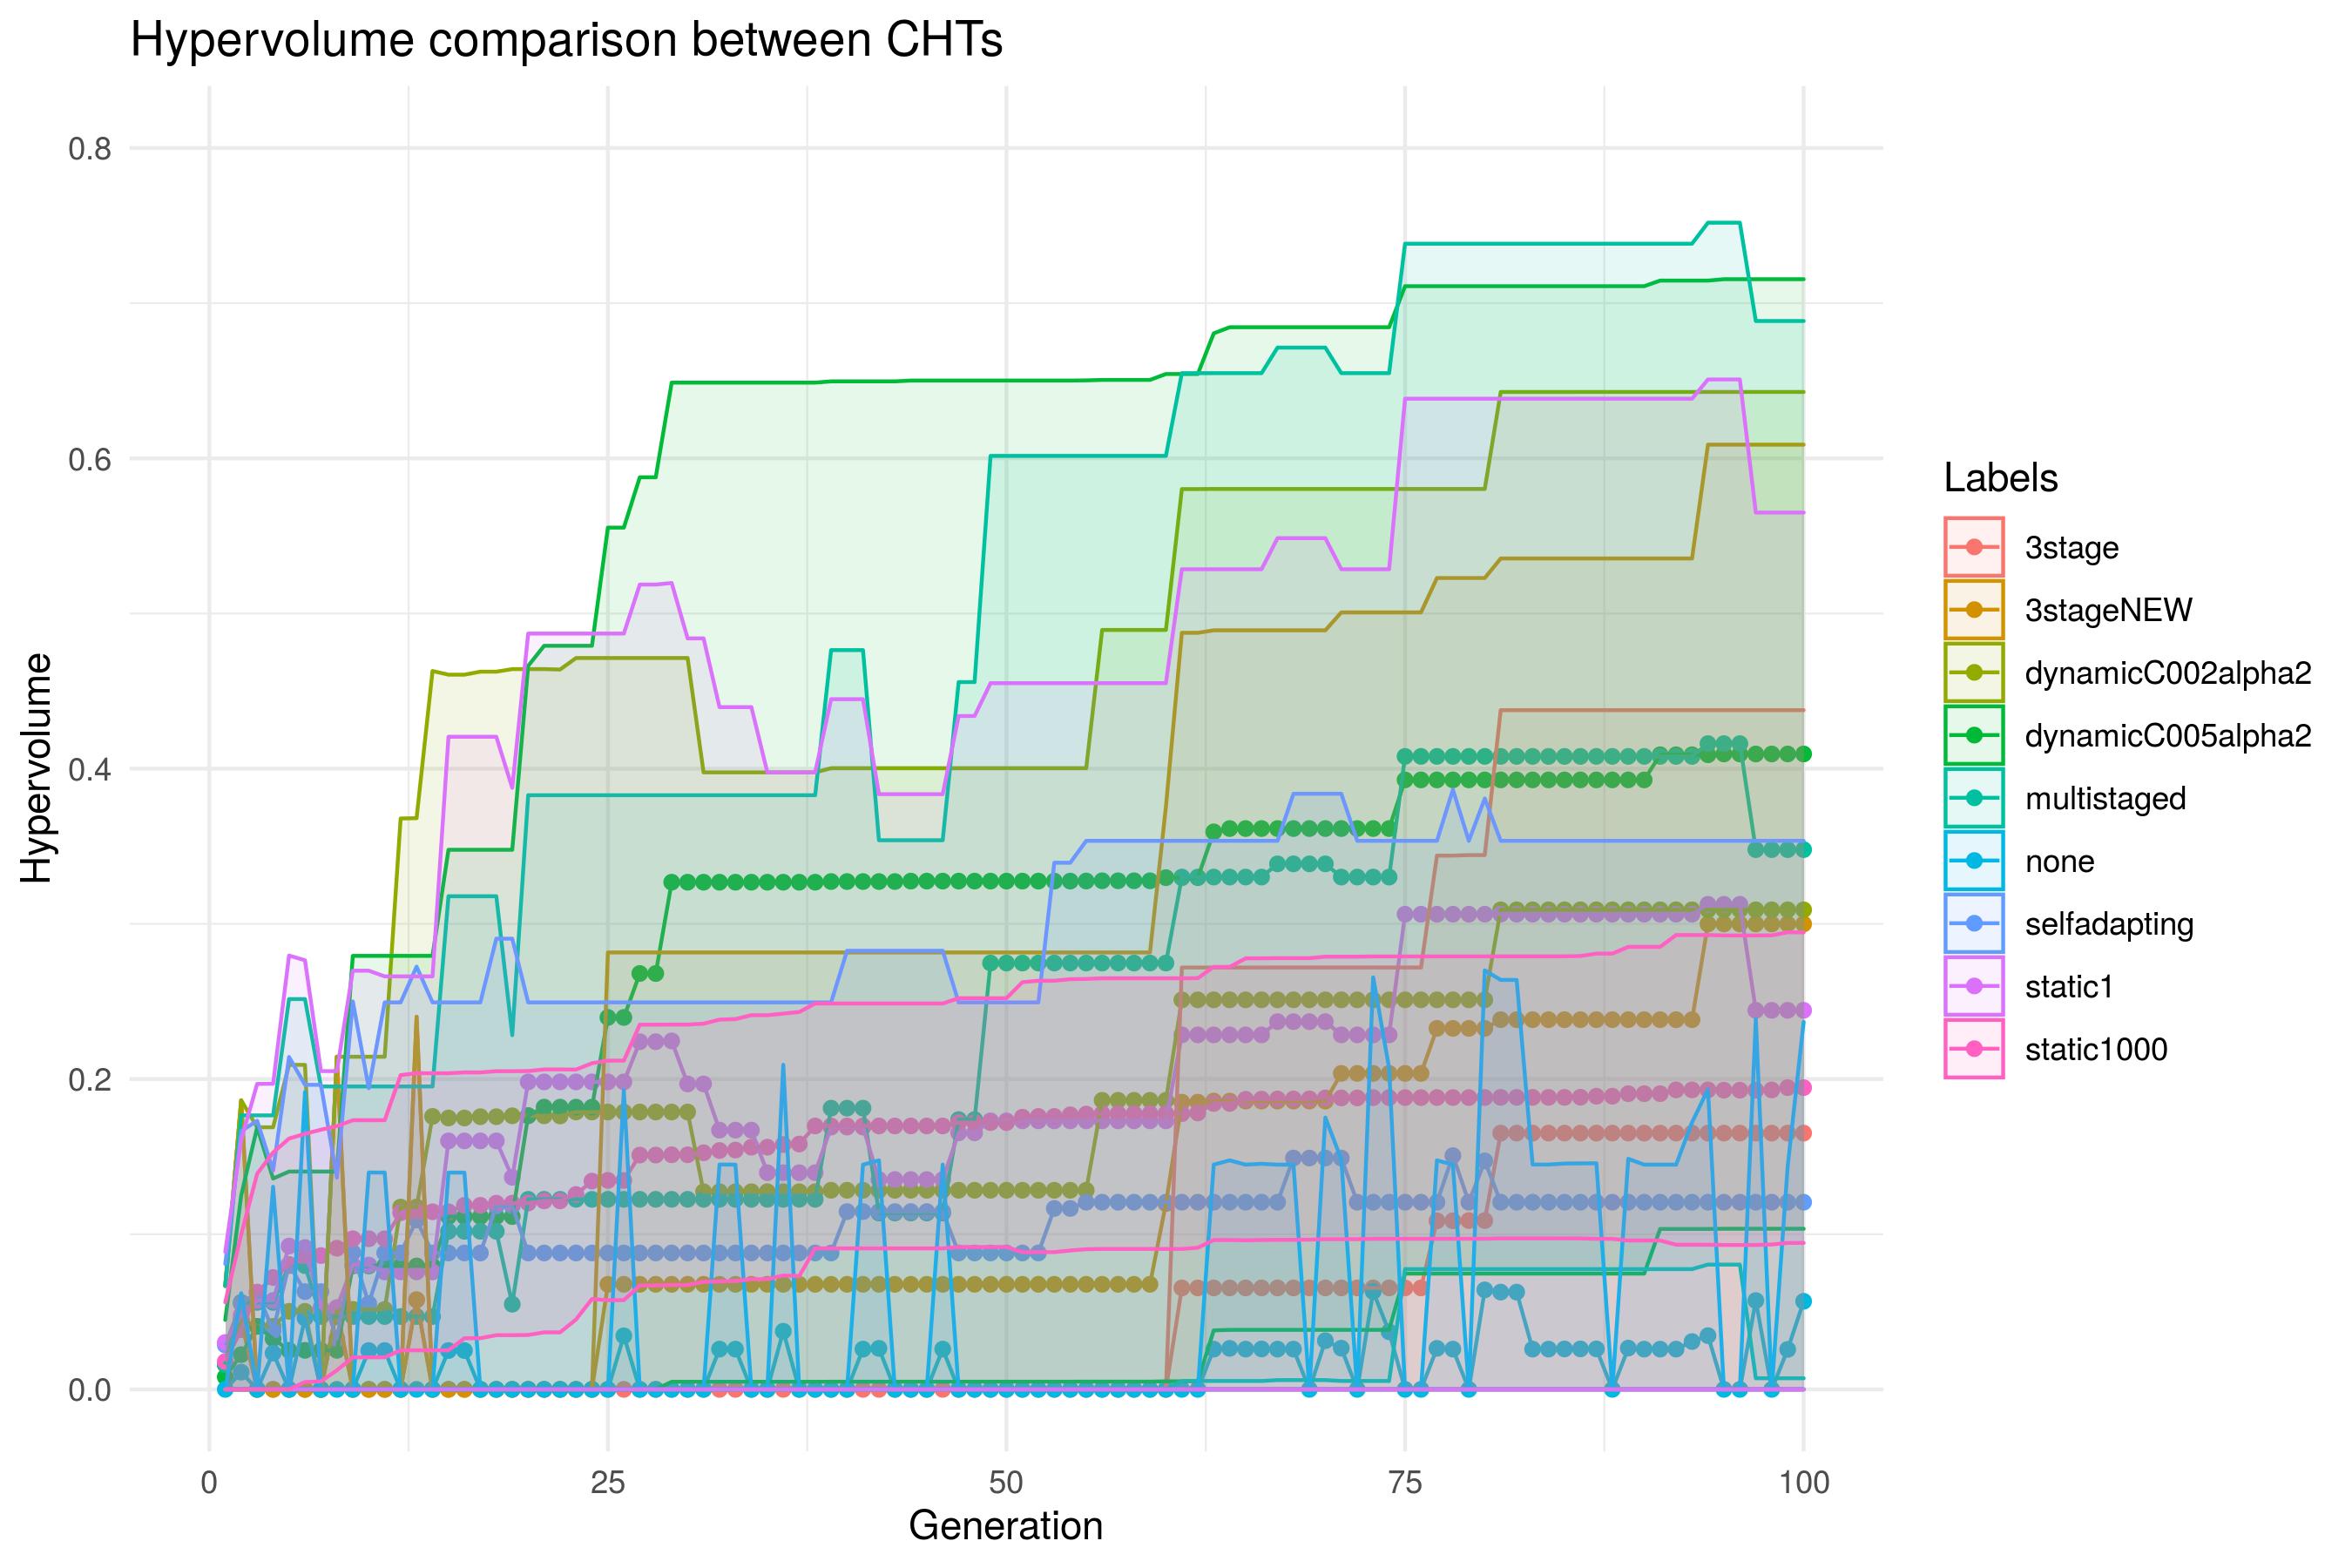 Hypervolume comparison between CHTs
0.8
0.6
0.4
0.2
0.0
Hypervolume
0
25
50
75
100
Generation
Labels
3stage
3stageNEW
dynamicC002alpha2
dynamicC005alpha2
multistaged
none
selfadapting
static1
static1000